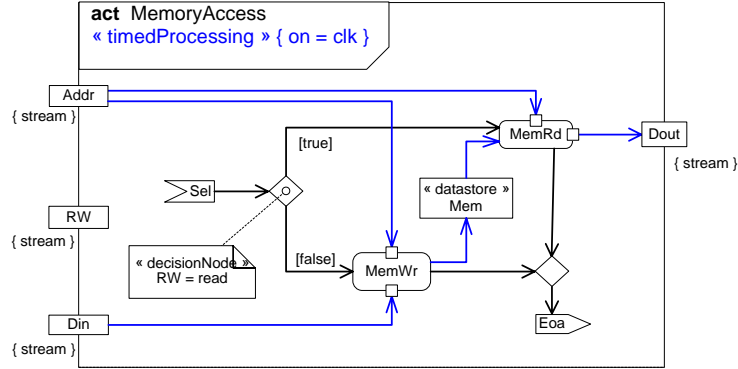 act MemoryAccess
« timedProcessing » { on = clk }
Addr
{ stream }
MemRd
Dout
{ stream }
[true]
Sel
« datastore »
Mem
RW
{ stream }
« decisionNode »
RW = read
[false]
MemWr
Din
{ stream }
Eoa